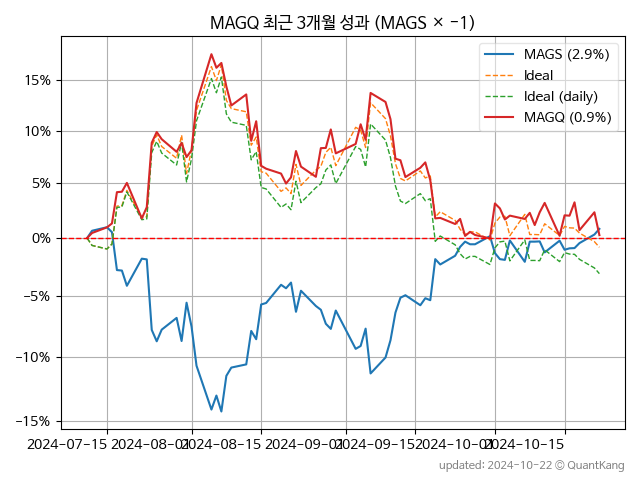 MAGQ 최근 3개월 성과 (MAGS × −1)
MAGS (2.9%)
Ideal
Ideal (daily)
MAGQ (0.9%)
15%
10%
5%
0%
−5%
−10%
−15%
2024-07-15 2024-08-01 2024-08-15 2024-09-01 2024-09-15 2024-10-01 2024-10-15
updated: 2024-10-22 © QuantKang